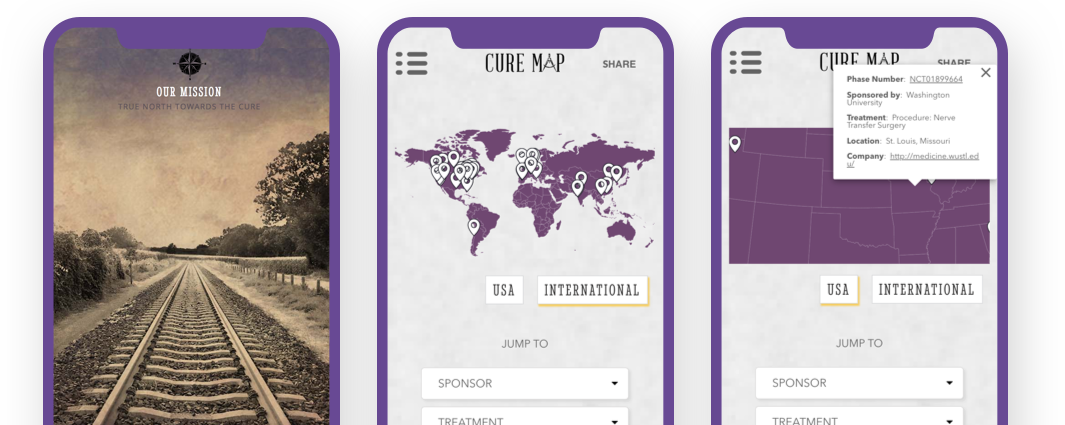 OUR MISSION
TRUE NORTH TOWARDS THE CURE
CURE MAP
SHARE
USA
INTERNATIONAL
JUMP TO
SPONSOR
TREATMENT
CURE MAP
SHARE
Phase Number: NCT01899664
Sponsored by: Washington
University
Treatment: Procedure: Nerve
Transfer Surgery
Location: St. Louis, Missouri
Company: http://medicine.wustl.ed
u/
USA
INTERNATIONAL
JUMP TO
SPONSOR
TREATMENT